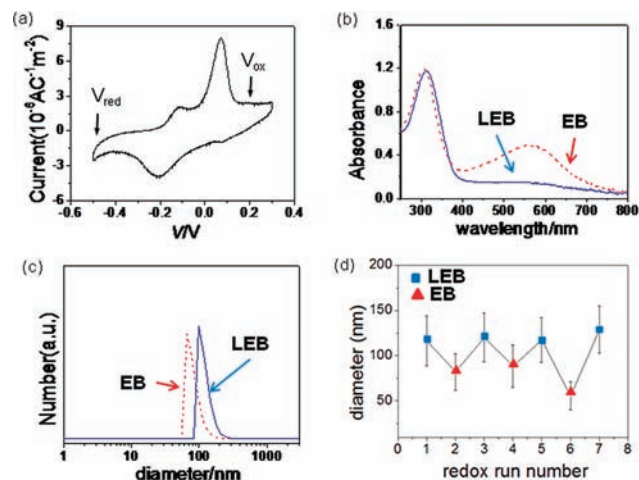 (a)
9
6
3
0
-3
-0.6 -0.4 -0.2 0.0 0.2 0.4
Current(10⁻⁶AC⁻¹m⁻²)
V/V
V_red
V_ox
(b)
1.6
1.2
0.8
0.4
0.0
300 400 500 600 700 800
Absorbance
wavelength/nm
LEB
EB
(c)
Number(a.u.)
1 10 100 1000
diameter/nm
EB
LEB
(d)
200
150
100
50
0 1 2 3 4 5 6 7 8
diameter (nm)
redox run number
LEB
EB